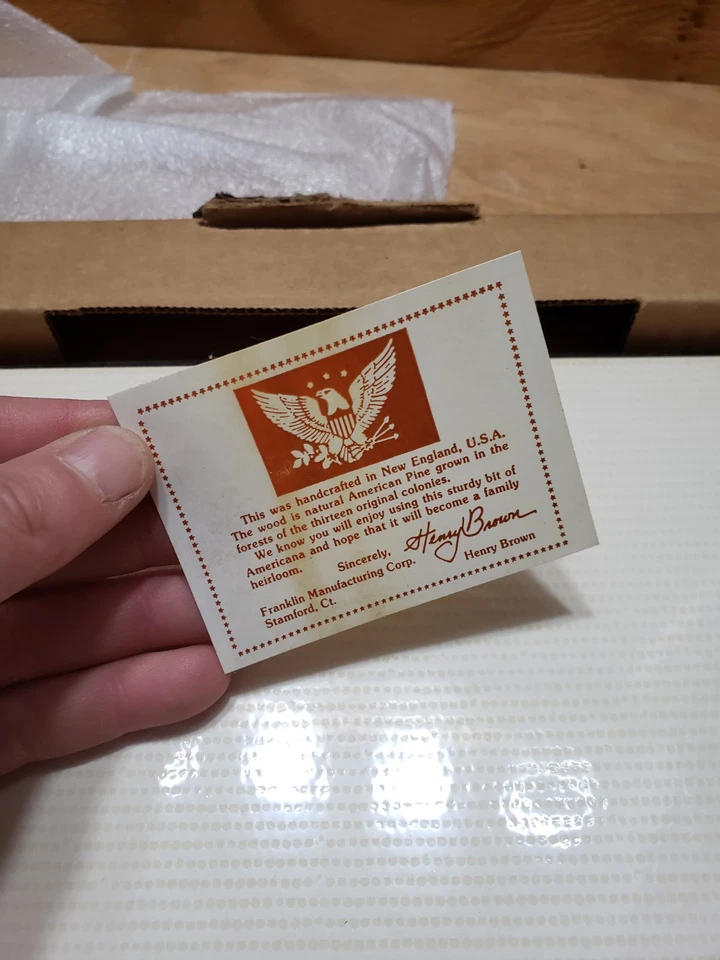 This was handcrafted in New England, U.S.A.
The wood is natural American Pine grown in the
forests of the thirteen original colonies.
We know you will enjoy using this sturdy bit of
Americana and hope that it will become a family
heirloom.
Sincerely, Henry Brown
Franklin Manufacturing Corp. Henry Brown
Stamford, Ct.